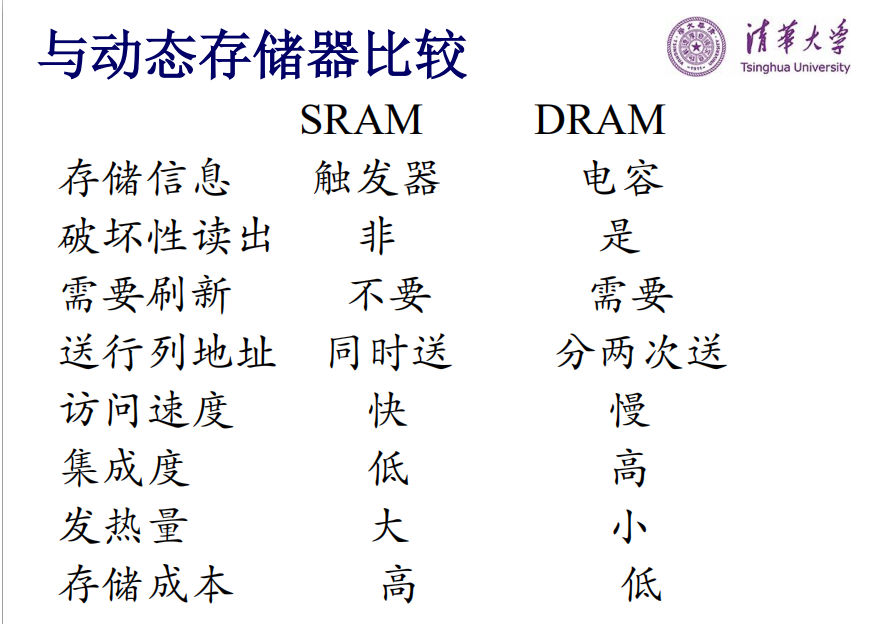 与动态存储器比较
清华大学
Tsinghua University
SRAM DRAM
存储信息 触发器 电容
破坏性读出 非 是
需要刷新 不要 需要
送行列地址 同时送 分两次送
访问速度 快 慢
集成度 低 高
发热量 大 小
存储成本 高 低